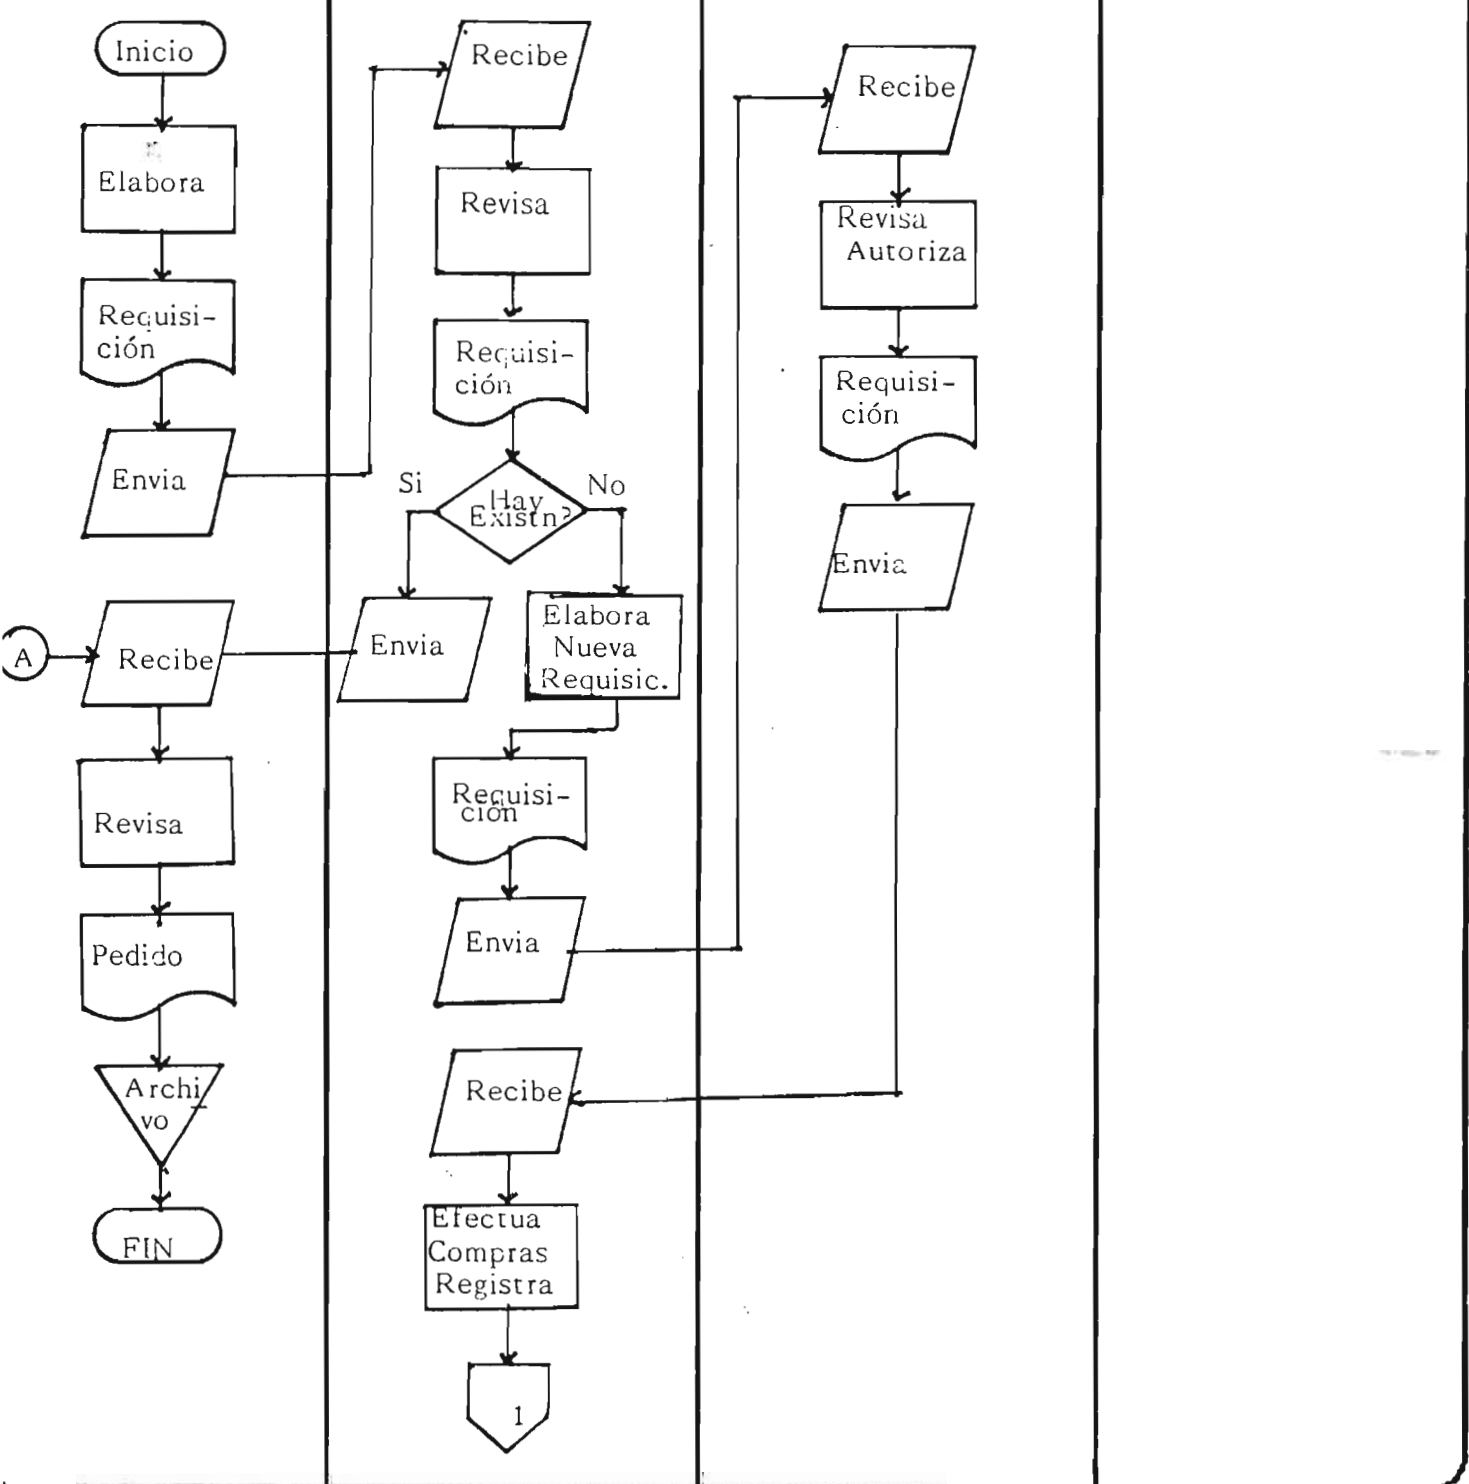 Inicio
Elabora
Requisi-
ción
Envia
A
Recibe
Revisa
Pedido
Archi
vo
FIN
Recibe
Revisa
Requisi-
ción
Si
No
Hay
Existn?
Envia
Elabora
Nueva
Requisic.
Requisi-
ción
Envia
Recibe
Efectua
Compras
Registra
1
Recibe
Revisa
Autoriza
Requisi-
ción
Envia